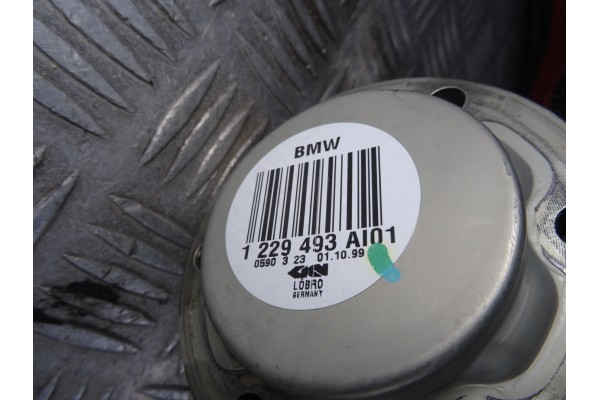 BMW
1 229 493 AI01
0590 3 23 01.10.99
GKN
LÖBRO
GERMANY